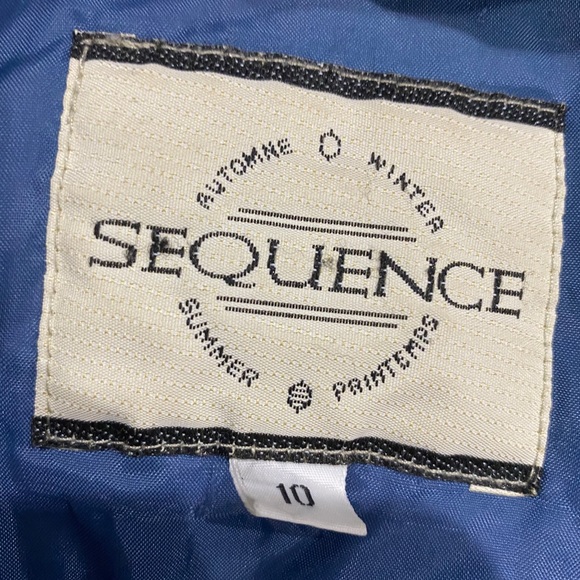 AUTOMNE WINTER
SEQUENCE
SUMMER PRINTEMPS
10